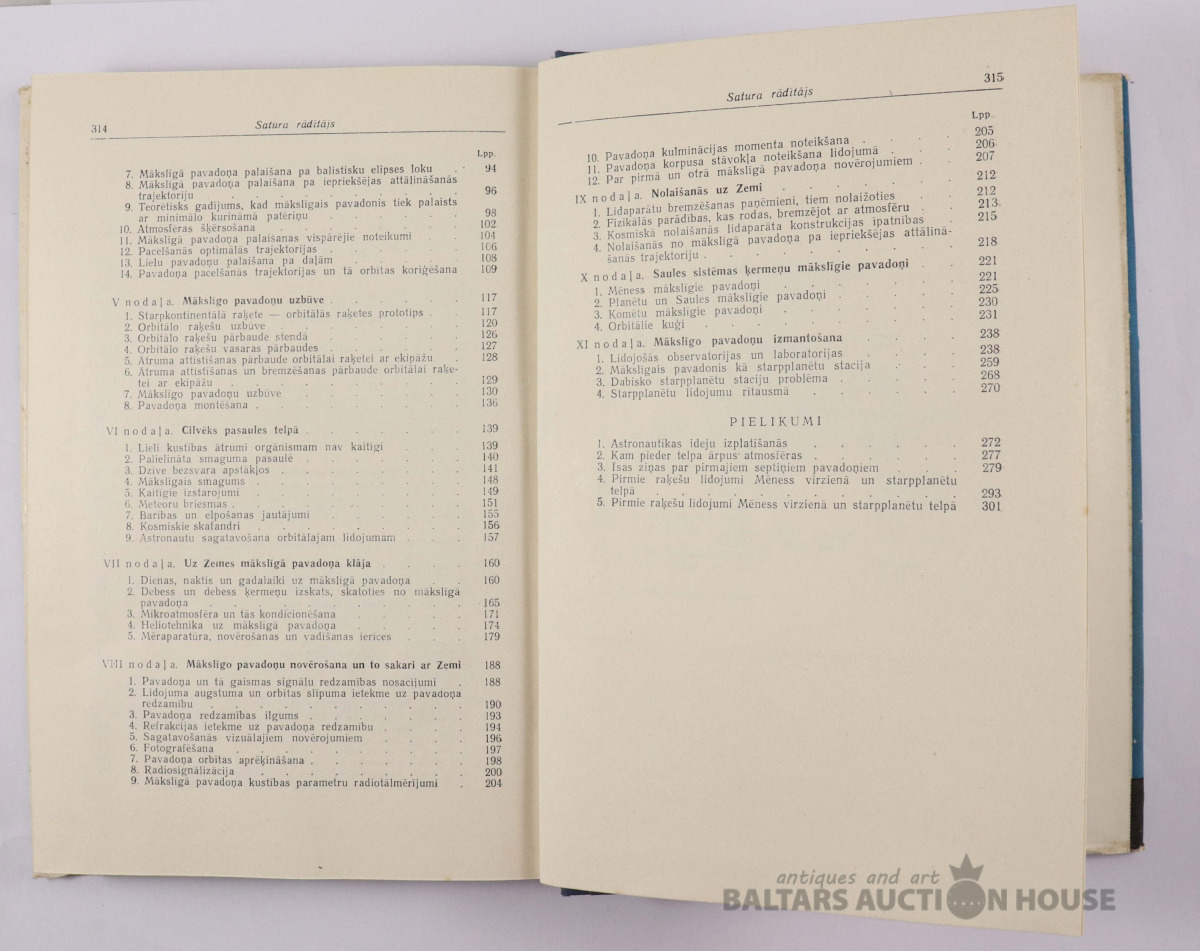 314 Satura rādītājs
Lpp.
7. Mākslīgā pavadoņa palaišana pa balistisku elipses loku . 94
8. Mākslīgā pavadoņa palaišana pa iepriekšējas attālināšanās
trajektoriju . . . . . . . . . 96
9. Teorētisks gadījums, kad mākslīgais pavadonis tiek palaists
ar minimālo kurināmā patēriņu . . . . . 98
10. Atmosfēras šķērsošana . . . . . . . 102
11. Mākslīgā pavadoņa palaišanas vispārējie noteikumi . . 104
12. Pacelšanās optimālās trajektorijas . . . . . 106
13. Lielu pavadoņu palaišana pa daļām . . . . . 108
14. Pavadoņa pacelšanās trajektorijas un tā orbitas koriģēšana 109
V nodaļa. Mākslīgo pavadoņu uzbūve . . . . . . 117
1. Starpkontinentālā raķete — orbitālās raķetes prototips . . 117
2. Orbitālo raķešu uzbūve . . . . . . . 120
3. Orbitālo raķešu pārbaude stendā . . . . . 126
4. Orbitālo raķešu vasaras pārbaudes . . . . . 127
5. Ātruma attīstīšanas pārbaude orbitālai raķetei ar ekipāžu . 128
6. Ātruma attīstīšanas un bremzēšanas pārbaude orbitālai raķe-
tei ar ekipāžu . . . . . . . . . 129
7. Mākslīgo pavadoņu uzbūve . . . . . . 130
8. Pavadoņa montēšana . . . . . . . . 136
VI nodaļa. Cilvēks pasaules telpā . . . . . . . 139
1. Lieli kustības ātrumi organismam nav kaitīgi . . . 139
2. Palielināta smaguma pasaulē . . . . . . 140
3. Dzīve bezsvara apstākļos . . . . . . . 141
4. Mākslīgais smagums . . . . . . . . 148
5. Kaitīgie izstarojumi . . . . . . . . 149
6. Meteoru briesmas . . . . . . . . . 151
7. Barības un elpošanas jautājumi . . . . . 155
8. Kosmiskie skafandri . . . . . . . . 156
9. Astronautu sagatavošana orbitālajam lidojumam . . . 157
VII nodaļa. Uz Zemes mākslīgā pavadoņa klāja . . . . 160
1. Dienas, naktis un gadalaiki uz mākslīgā pavadoņa . . 160
2. Debess un debess ķermeņu izskats, skatoties no mākslīgā
pavadoņa . . . . . . . . . . 165
3. Mikroatmosfēra un tās kondicionēšana . . . . 171
4. Heliotehnika uz mākslīgā pavadoņa . . . . . 174
5. Mēraparatūra, novērošanas un vadīšanas ierīces . . . 179
VIII nodaļa. Mākslīgo pavadoņu novērošana un to sakari ar Zemi 188
1. Pavadoņa un tā gaismas signālu redzamības nosacījumi . 188
2. Lidojuma augstuma un orbitas slīpuma ietekme uz pavadoņa
redzamību . . . . . . . . . . 190
3. Pavadoņa redzamības ilgums . . . . . . 193
4. Refrakcijas ietekme uz pavadoņa redzamību . . . . 194
5. Sagatavošanās vizuālajiem novērojumiem . . . . 196
6. Fotografēšana . . . . . . . . . 197
7. Pavadoņa orbitas aprēķināšana . . . . . . 198
8. Radiosignālizācija . . . . . . . . 200
9. Mākslīgā pavadoņa kustības parametru radiotālmērījumi . 204
Satura rādītājs 315
Lpp.
10. Pavadoņa kulminācijas momenta noteikšana . . . 205
11. Pavadoņa korpusa stāvokļa noteikšana lidojumā . . . 206
12. Par pirmā un otrā mākslīgā pavadoņa novērojumiem . . 207
IX nodaļa. Nolaišanās uz Zemi . . . . . . 212
1. Lidaparātu bremzēšanas paņēmieni, tiem nolaižoties . . 212
2. Fizikālās parādības, kas rodas, bremzējot ar atmosfēru . . 213
3. Kosmiskā nolaišanās lidaparāta konstrukcijas īpatnības . 215
4. Nolaišanās no mākslīgā pavadoņa pa iepriekšējas attālinā-
šanās trajektoriju . . . . . . . . 218
X nodaļa. Saules sistēmas ķermeņu mākslīgie pavadoņi . . 221
1. Mēness mākslīgie pavadoņi . . . . . . 221
2. Planētu un Saules mākslīgie pavadoņi . . . . 225
3. Komētu mākslīgie pavadoņi . . . . . . 230
4. Orbitālie kuģi . . . . . . . . 231
XI nodaļa. Mākslīgo pavadoņu izmantošana . . . . 238
1. Lidojošās observatorijas un laboratorijas . . . . 238
2. Mākslīgais pavadonis kā starpplanētu stacija . . . 259
3. Dabisko starpplanētu staciju problēma . . . . . 268
4. Starpplanētu lidojumu rītausmā . . . . . 270
PIELIKUMI
1. Astronautikas ideju izplatīšanās . . . . . 272
2. Kam pieder telpa ārpus atmosfēras . . . . . 277
3. Īsas ziņas par pirmajiem septiņiem pavadoņiem . . . 279
4. Pirmie raķešu lidojumi Mēness virzienā un starpplanētu
telpā . . . . . . . . . . . 293
5. Pirmie raķešu lidojumi Mēness virzienā un starpplanētu telpā 301
antiques and art
BALTARS AUCTION HOUSE